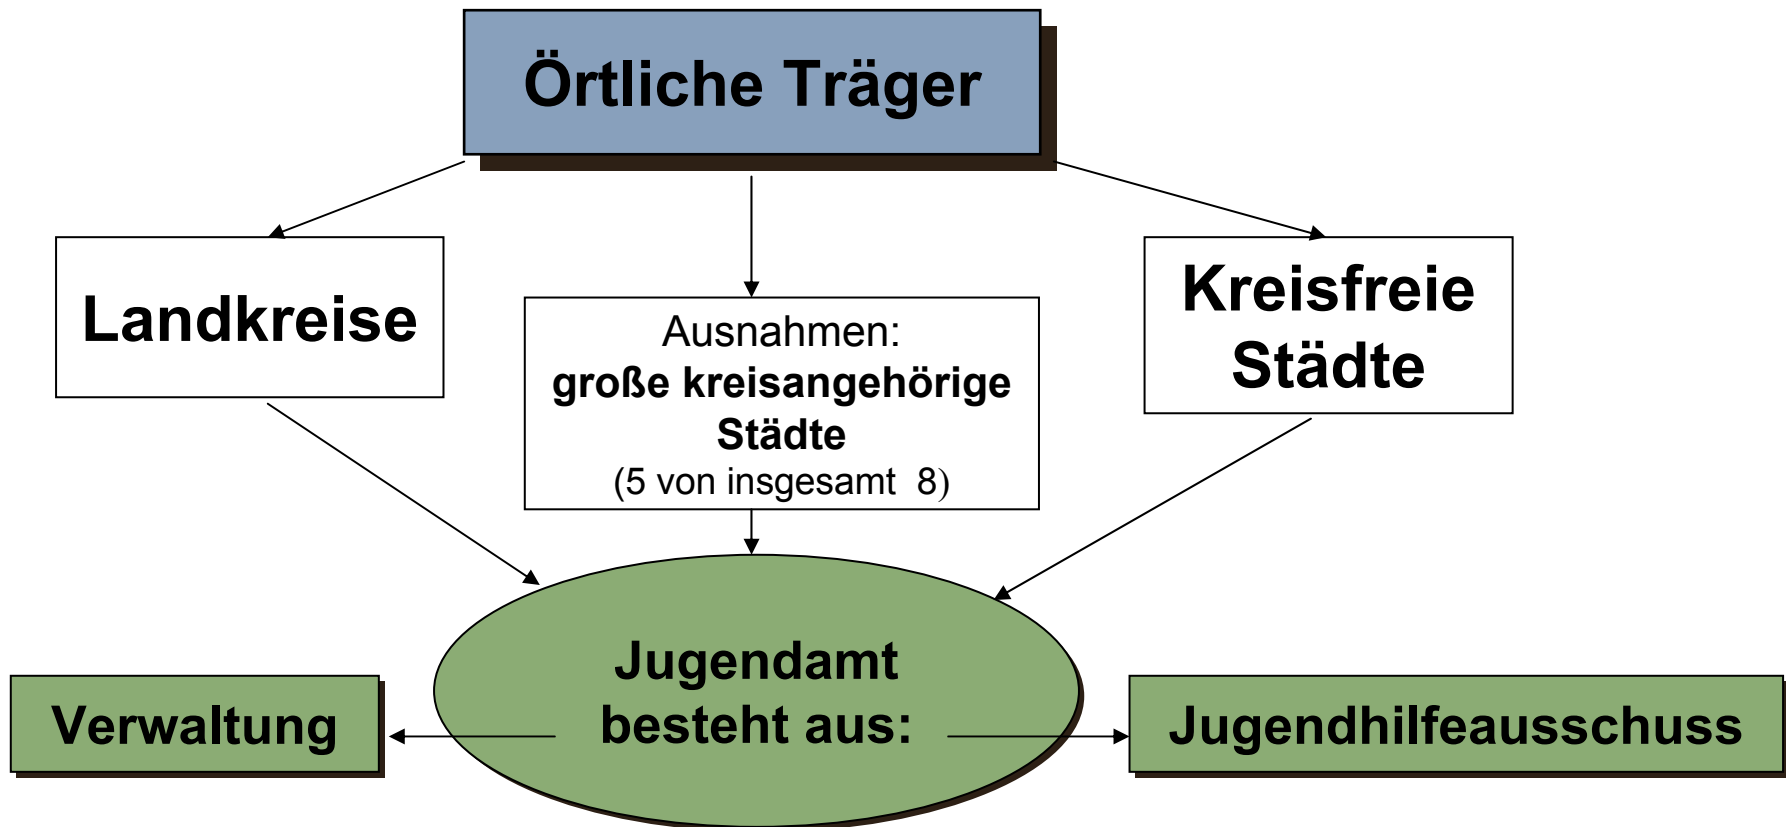 Örtliche Träger
Landkreise
Ausnahmen:
große kreisangehörige
Städte
(5 von insgesamt  8)
Kreisfreie
Städte
Jugendamt
besteht aus:
Verwaltung
Jugendhilfeausschuss